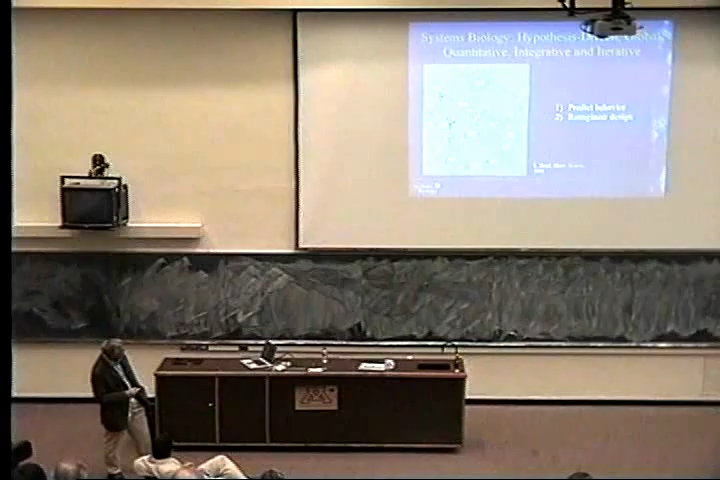 Systems Biology: Hypothesis-Driven, Global
Quantitative, Integrative and Iterative
1) Predict behavior
2) Reengineer design